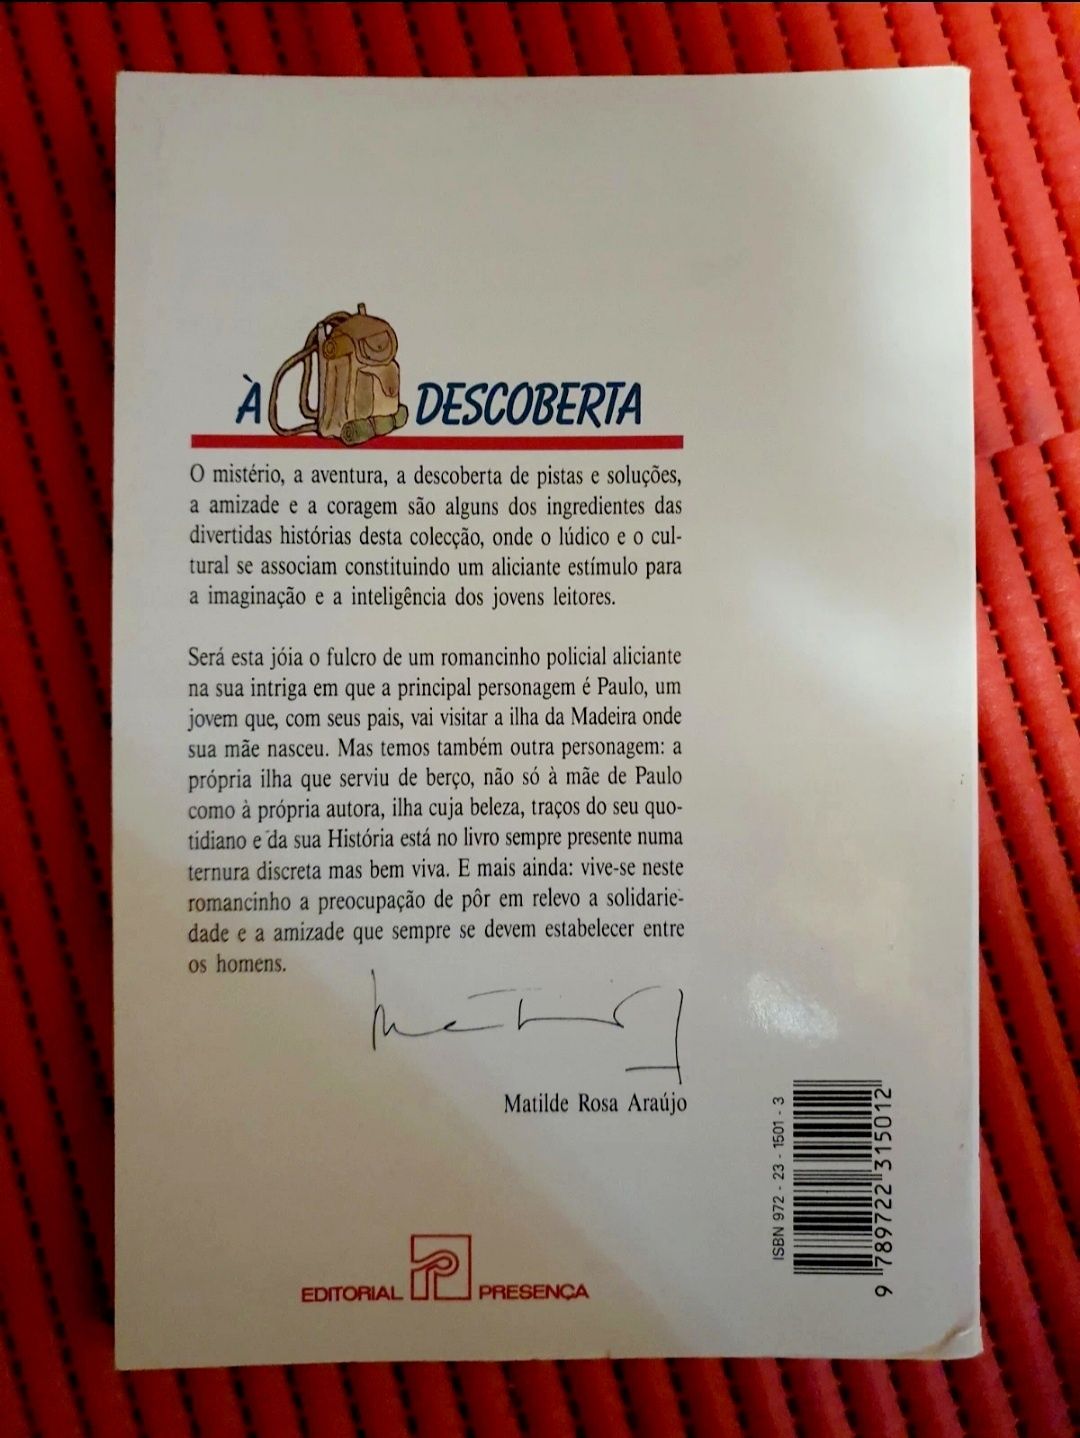 À DESCOBERTA
O mistério, a aventura, a descoberta de pistas e soluções,
a amizade e a coragem são alguns dos ingredientes das
divertidas histórias desta colecção, onde o lúdico e o cul-
tural se associam constituindo um aliciante estímulo para
a imaginação e a inteligência dos jovens leitores.
Será esta jóia o fulcro de um romancinho policial aliciante
na sua intriga em que a principal personagem é Paulo, um
jovem que, com seus pais, vai visitar a ilha da Madeira onde
sua mãe nasceu. Mas temos também outra personagem: a
própria ilha que serviu de berço, não só à mãe de Paulo
como à própria autora, ilha cuja beleza, traços do seu quo-
tidiano e da sua História está no livro sempre presente numa
ternura discreta mas bem viva. E mais ainda: vive-se neste
romancinho a preocupação de pôr em relevo a solidarie-
dade e a amizade que sempre se devem estabelecer entre
os homens.
Matilde Rosa Araújo
ISBN 972 - 23 - 1501 - 3
9 789722 315012
EDITORIAL PRESENÇA